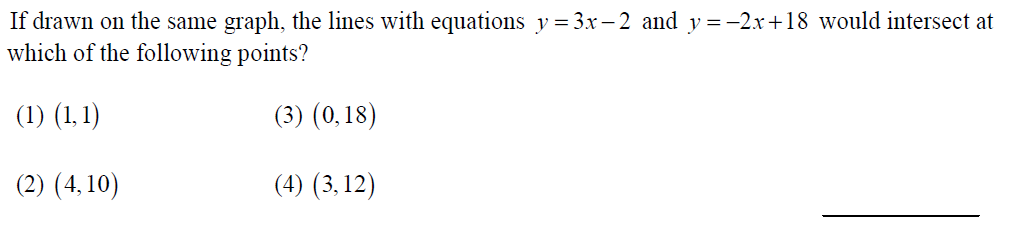 If drawn on the same graph, the lines with equations y = 3x − 2 and y = −2x + 18 would intersect at
which of the following points?
(1) (1, 1) (3) (0, 18)
(2) (4, 10) (4) (3, 12)